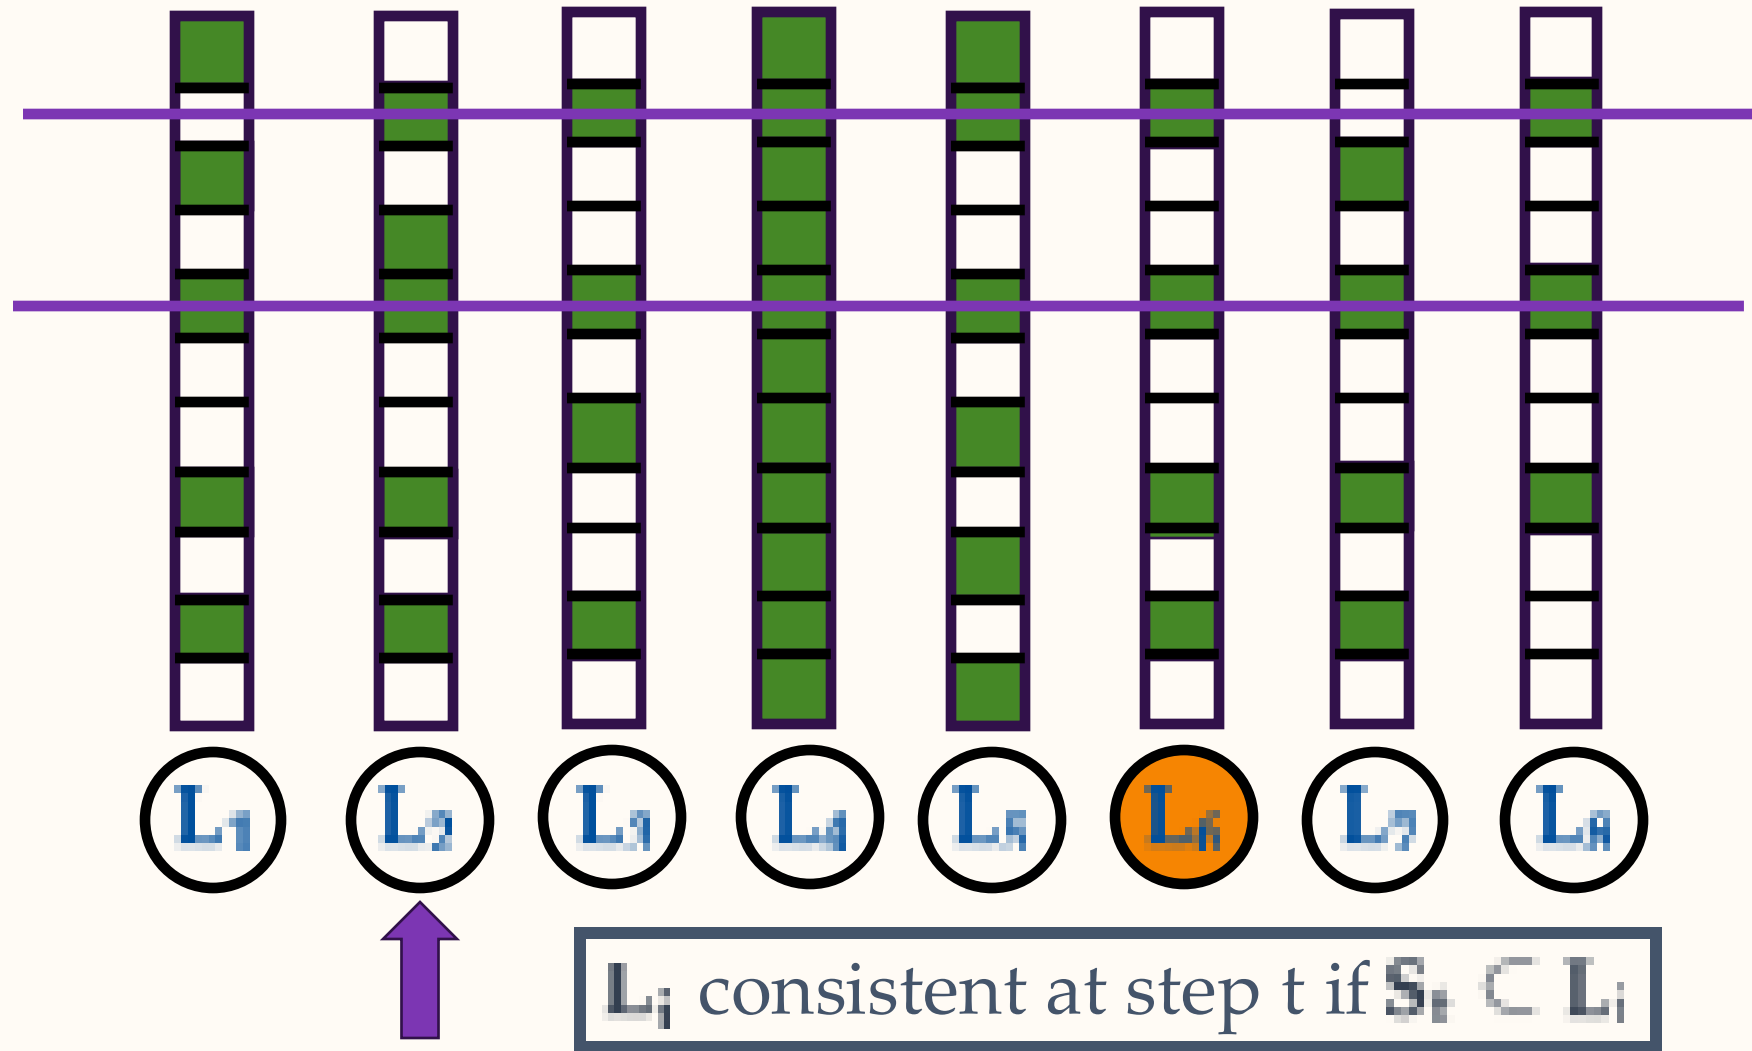 L₁ L₂ L₃ L₄ L₅ L₆ L₇ L₈
Lᵢ consistent at step t if Sₜ ⊂ Lᵢ